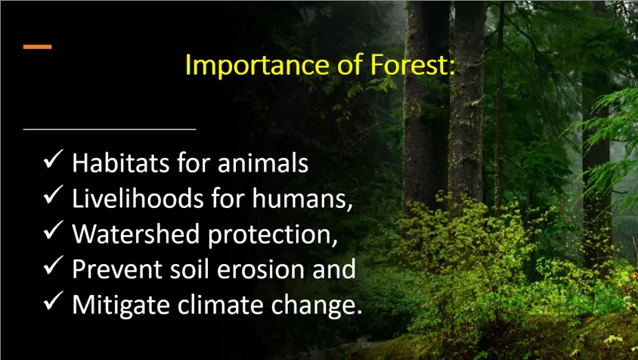 Importance of Forest:
✓ Habitats for animals
✓ Livelihoods for humans,
✓ Watershed protection,
✓ Prevent soil erosion and
✓ Mitigate climate change.